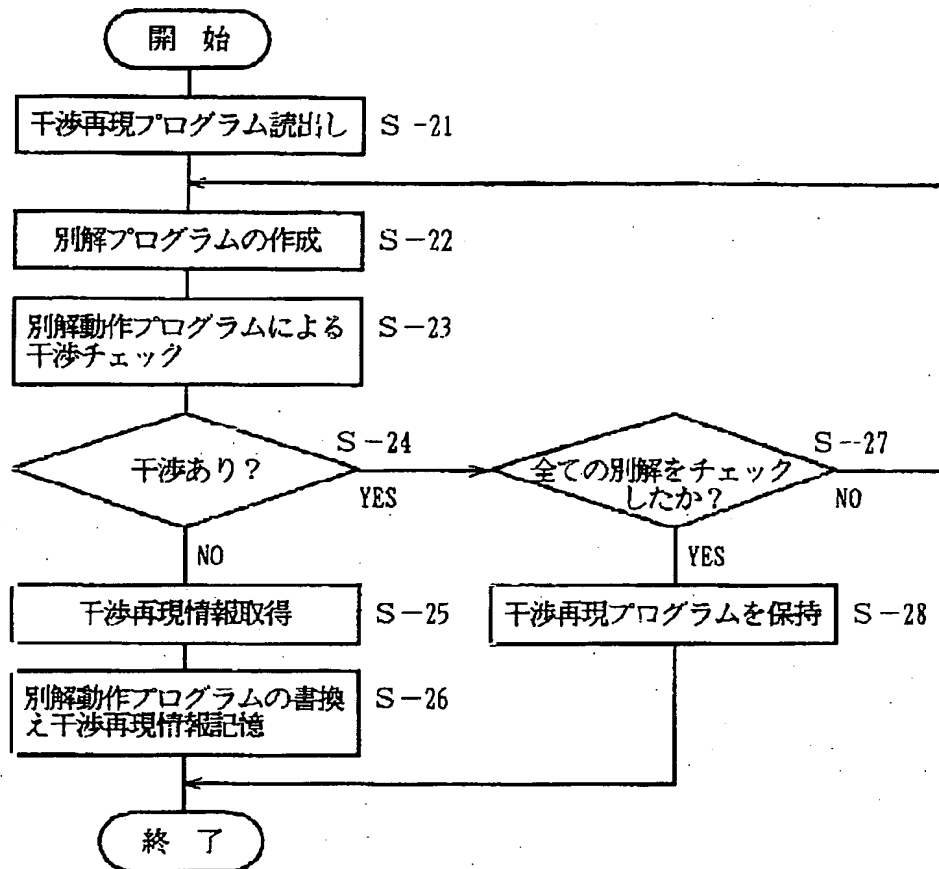 開 始
干渉再現プログラム読出し S-21
別解プログラムの作成 S-22
別解動作プログラムによる S-23
干渉チェック
S-24
干渉あり?
YES
NO
S--27
全ての別解をチェック
したか?
NO
YES
干渉再現情報取得 S-25
干渉再現プログラムを保持 S-28
別解動作プログラムの書換 S-26
え干渉再現情報記憶
終 了